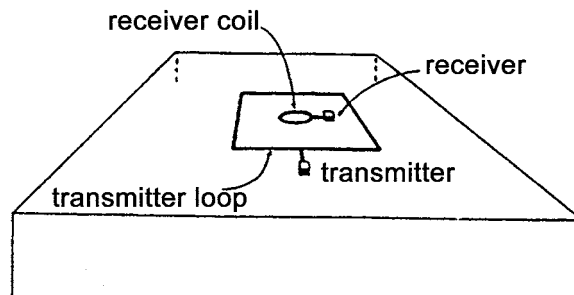 receiver coil
receiver
transmitter
transmitter loop